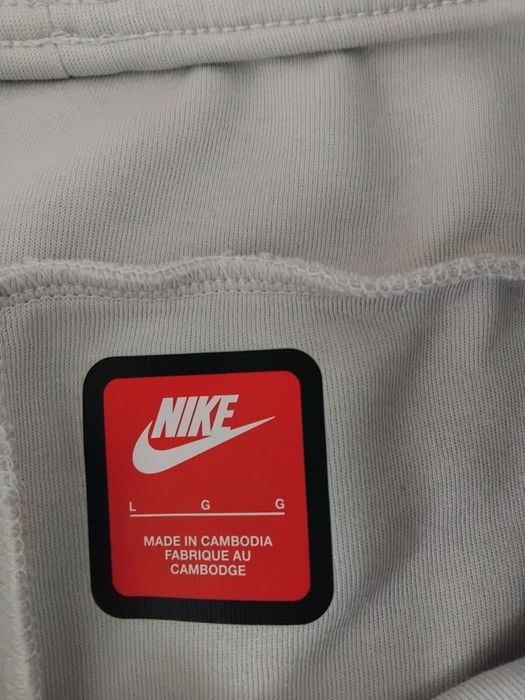 NIKE
L G G
MADE IN CAMBODIA
FABRIQUE AU
CAMBODGE